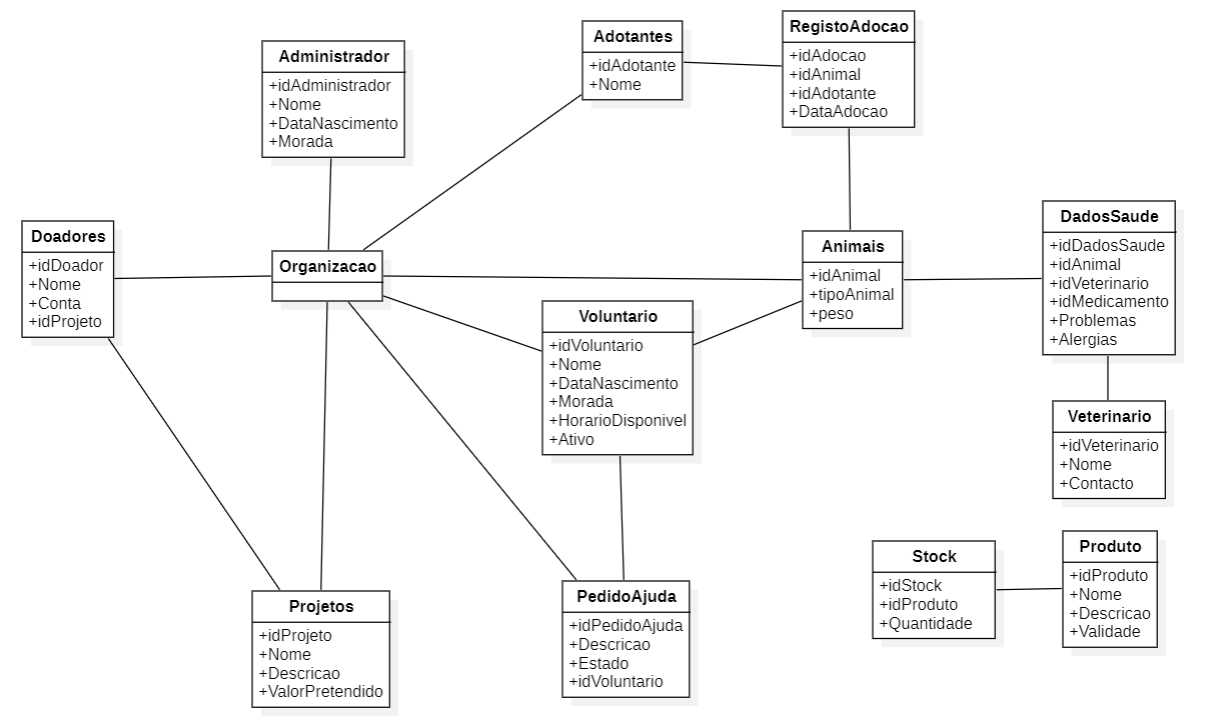 Administrador
+idAdministrador
+Nome
+DataNascimento
+Morada
Adotantes
+idAdotante
+Nome
RegistoAdocao
+idAdocao
+idAnimal
+idAdotante
+DataAdocao
Doadores
+idDoador
+Nome
+Conta
+idProjeto
Organizacao
Voluntario
+idVoluntario
+Nome
+DataNascimento
+Morada
+HorarioDisponivel
+Ativo
Animais
+idAnimal
+tipoAnimal
+peso
DadosSaude
+idDadosSaude
+idAnimal
+idVeterinario
+idMedicamento
+Problemas
+Alergias
Veterinario
+idVeterinario
+Nome
+Contacto
Projetos
+idProjeto
+Nome
+Descricao
+ValorPretendido
PedidoAjuda
+idPedidoAjuda
+Descricao
+Estado
+idVoluntario
Stock
+idStock
+idProduto
+Quantidade
Produto
+idProduto
+Nome
+Descricao
+Validade